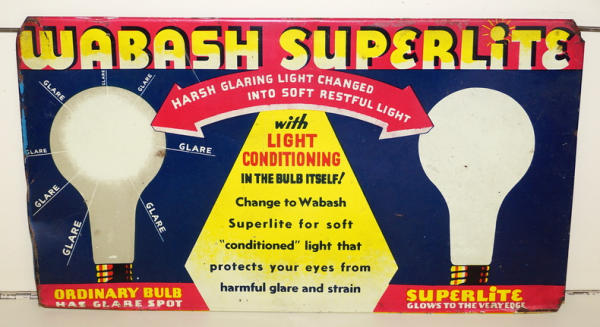 WABASH SUPERLITE
HARSH GLARING LIGHT CHANGED
INTO SOFT RESTFUL LIGHT
GLARE
GLARE
GLARE
GLARE
GLARE
GLARE
GLARE
GLARE
with
LIGHT
CONDITIONING
IN THE BULB ITSELF!
Change to Wabash
Superlite for soft
"conditioned" light that
protects your eyes from
harmful glare and strain
ORDINARY BULB
HAS GLARE SPOT
SUPERLITE
GLOWS TO THE VERY EDGE